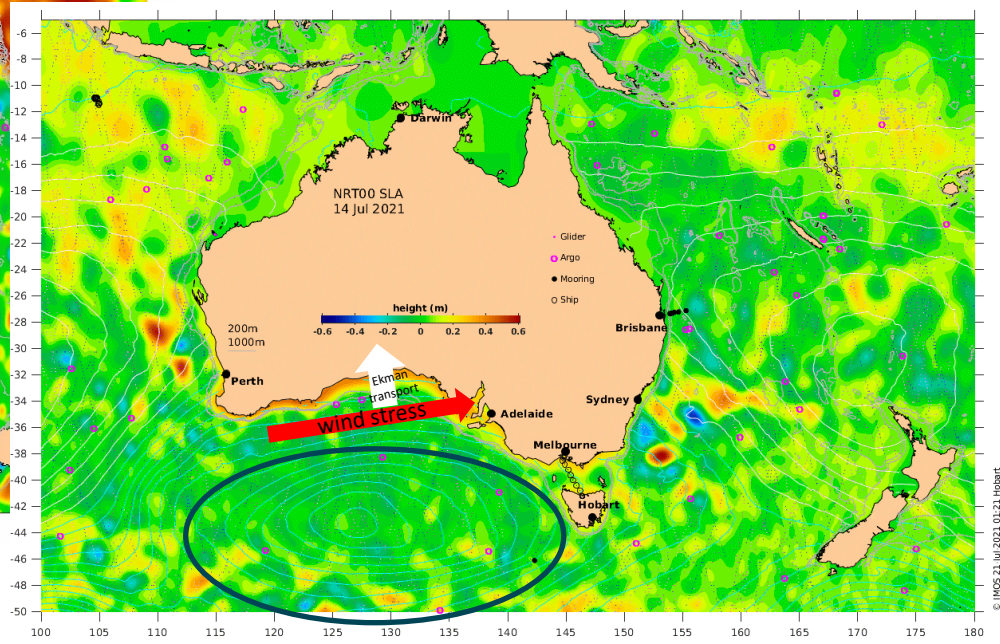 -6
-8
-10
-12
-14
-16
-18
-20
-22
-24
-26
-28
-30
-32
-34
-36
-38
-40
-42
-44
-46
-48
-50
Darwin
NRT00 SLA
14 Jul 2021
Glider
Argo
Mooring
Ship
height (m)
-0.6 -0.4 -0.2 0.2 0.4 0.6
200m
1000m
Brisbane
Perth
Ekman
transport
wind stress
Adelaide
Sydney
Melbourne
Hobart
100 105 110 115 120 125 130 135 140 145 150 155 160 165 170 175 180
© IMOS 21 Jul 2021 01:21 Hobart